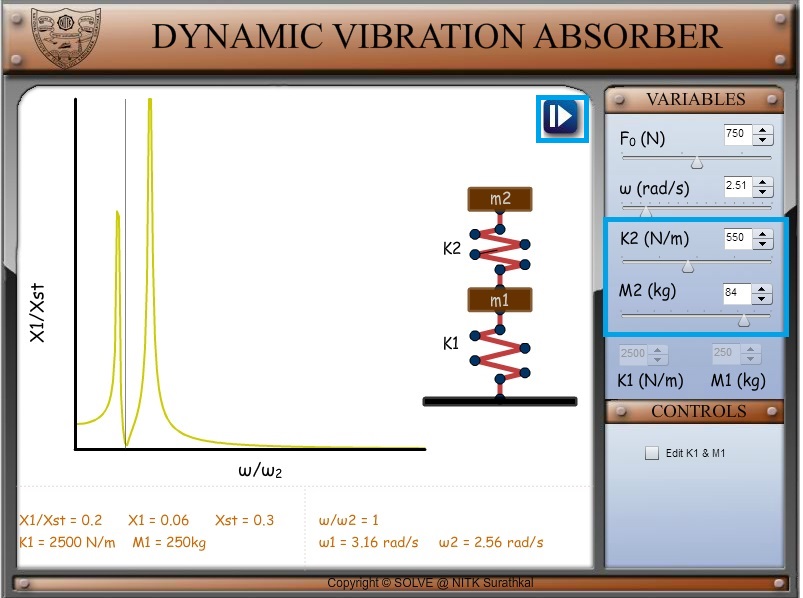 DYNAMIC VIBRATION ABSORBER
X1/Xst
ω/ω₂
m2
K2
m1
K1
VARIABLES
F₀ (N) 750
ω (rad/s) 2.51
K2 (N/m) 550
M2 (kg) 84
2500 250
K1 (N/m) M1 (kg)
CONTROLS
Edit K1 & M1
X1/Xst = 0.2 X1 = 0.06 Xst = 0.3
K1 = 2500 N/m M1 = 250kg
ω/ω2 = 1
ω1 = 3.16 rad/s ω2 = 2.56 rad/s
Copyright © SOLVE @ NITK Surathkal